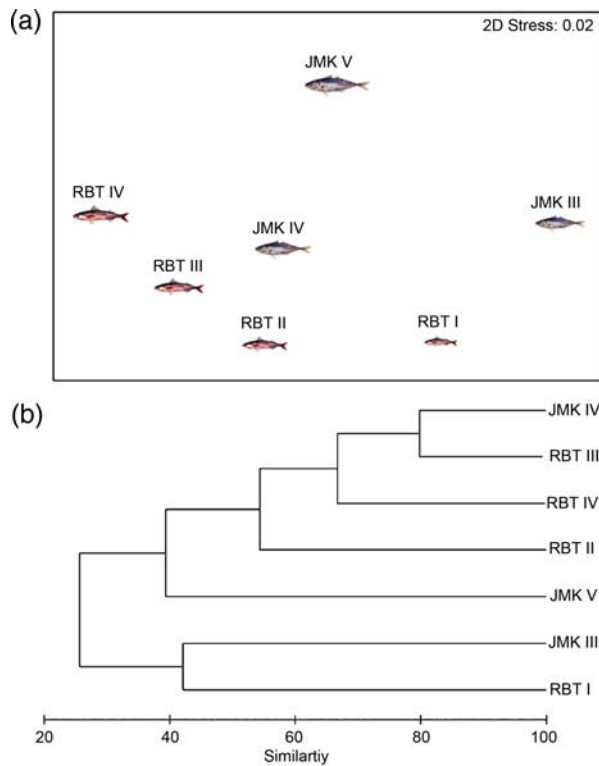 (a)
2D Stress: 0.02
JMK V
RBT IV
JMK III
JMK IV
RBT III
RBT II
RBT I
(b)
JMK IV
RBT III
RBT IV
RBT II
JMK V
JMK III
RBT I
20 40 60 80 100
Similartiy